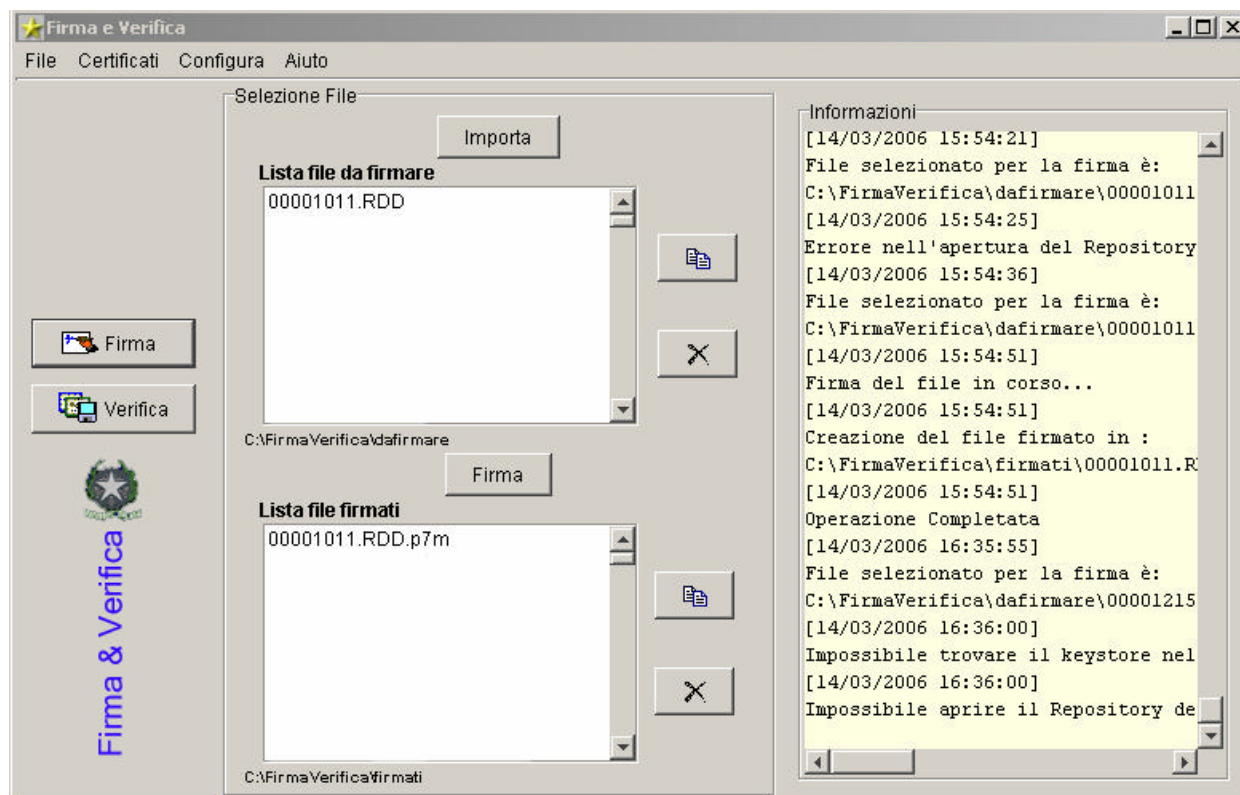 Firma e Verifica
File Certificati Configura Aiuto
Selezione File
Importa
Lista file da firmare
00001011.RDD
C:\FirmaVerifica\dafirmare
Firma
Lista file firmati
00001011.RDD.p7m
C:\FirmaVerifica\firmati
Firma
Verifica
Firma & Verifica
Informazioni
[14/03/2006 15:54:21]
File selezionato per la firma è:
C:\FirmaVerifica\dafirmare\00001011
[14/03/2006 15:54:25]
Errore nell'apertura del Repository
[14/03/2006 15:54:36]
File selezionato per la firma è:
C:\FirmaVerifica\dafirmare\00001011
[14/03/2006 15:54:51]
Firma del file in corso...
[14/03/2006 15:54:51]
Creazione del file firmato in :
C:\FirmaVerifica\firmati\00001011.R
[14/03/2006 15:54:51]
Operazione Completata
[14/03/2006 16:35:55]
File selezionato per la firma è:
C:\FirmaVerifica\dafirmare\00001215
[14/03/2006 16:36:00]
Impossibile trovare il keystore nel
[14/03/2006 16:36:00]
Impossibile aprire il Repository de